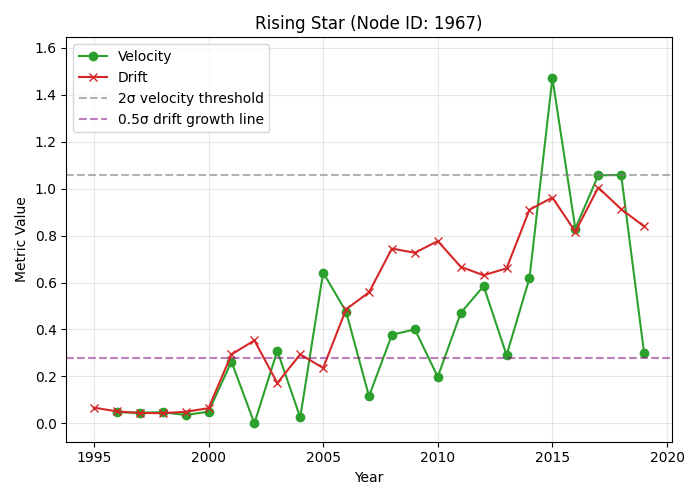 Rising Star (Node ID: 1967)
Velocity
Drift
2σ velocity threshold
0.5σ drift growth line
Metric Value
1.6
1.4
1.2
1.0
0.8
0.6
0.4
0.2
0.0
1995 2000 2005 2010 2015 2020
Year